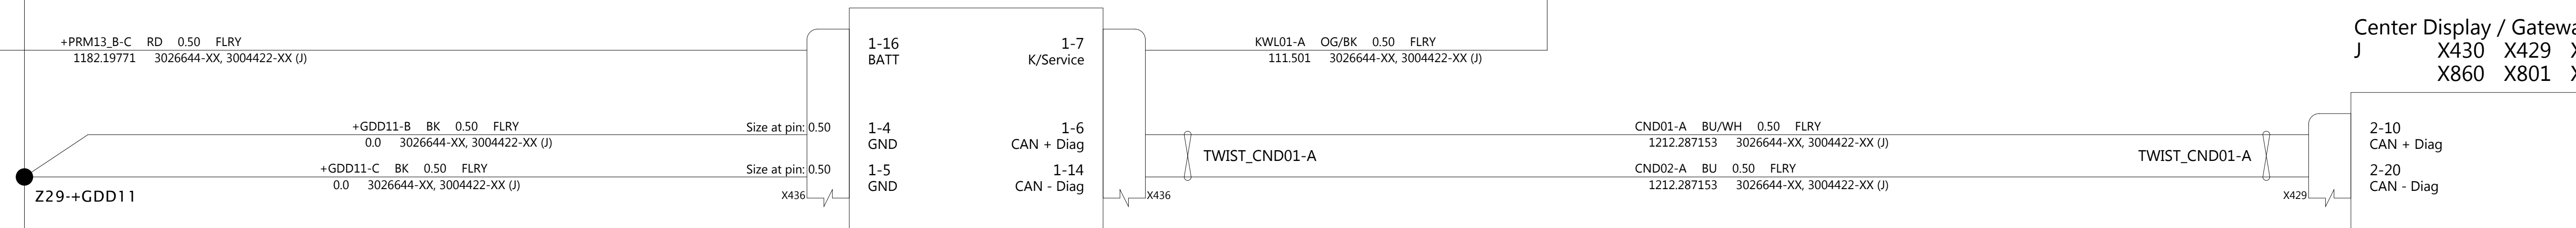 +PRM13_B-C RD 0.50 FLRY
1182.19771 3026644-XX, 3004422-XX (J)
+GDD11-B BK 0.50 FLRY
0.0 3026644-XX, 3004422-XX (J)
Size at pin: 0.50
+GDD11-C BK 0.50 FLRY
0.0 3026644-XX, 3004422-XX (J)
Size at pin: 0.50
Z29-+GDD11
X436
1-16
BATT
1-4
GND
1-5
GND
1-7
K/Service
1-6
CAN + Diag
1-14
CAN - Diag
X436
KWL01-A OG/BK 0.50 FLRY
111.501 3026644-XX, 3004422-XX (J)
TWIST_CND01-A
CND01-A BU/WH 0.50 FLRY
1212.287153 3026644-XX, 3004422-XX (J)
CND02-A BU 0.50 FLRY
1212.287153 3026644-XX, 3004422-XX (J)
TWIST_CND01-A
Center Display / Gatewa
J X430 X429
X860 X801
X429
2-10
CAN + Diag
2-20
CAN - Diag